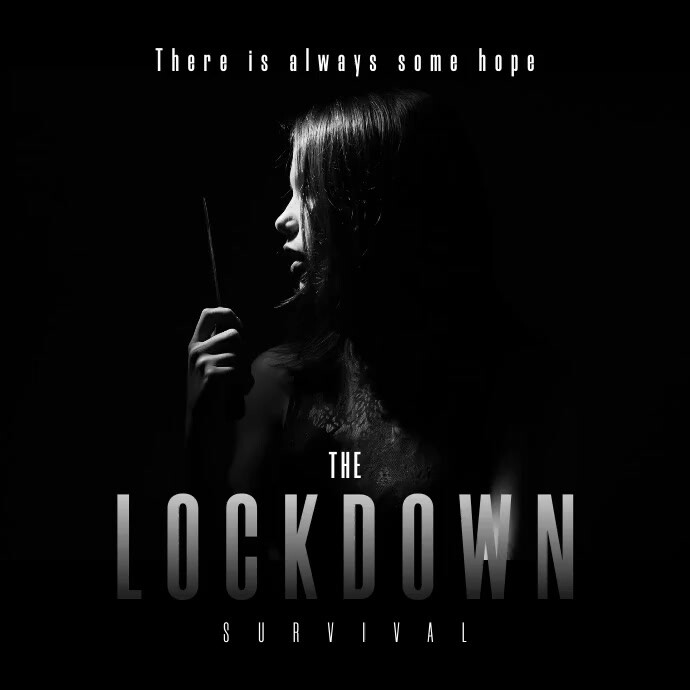 There is always some hope
THE
LOCKDOWN
SURVIVAL